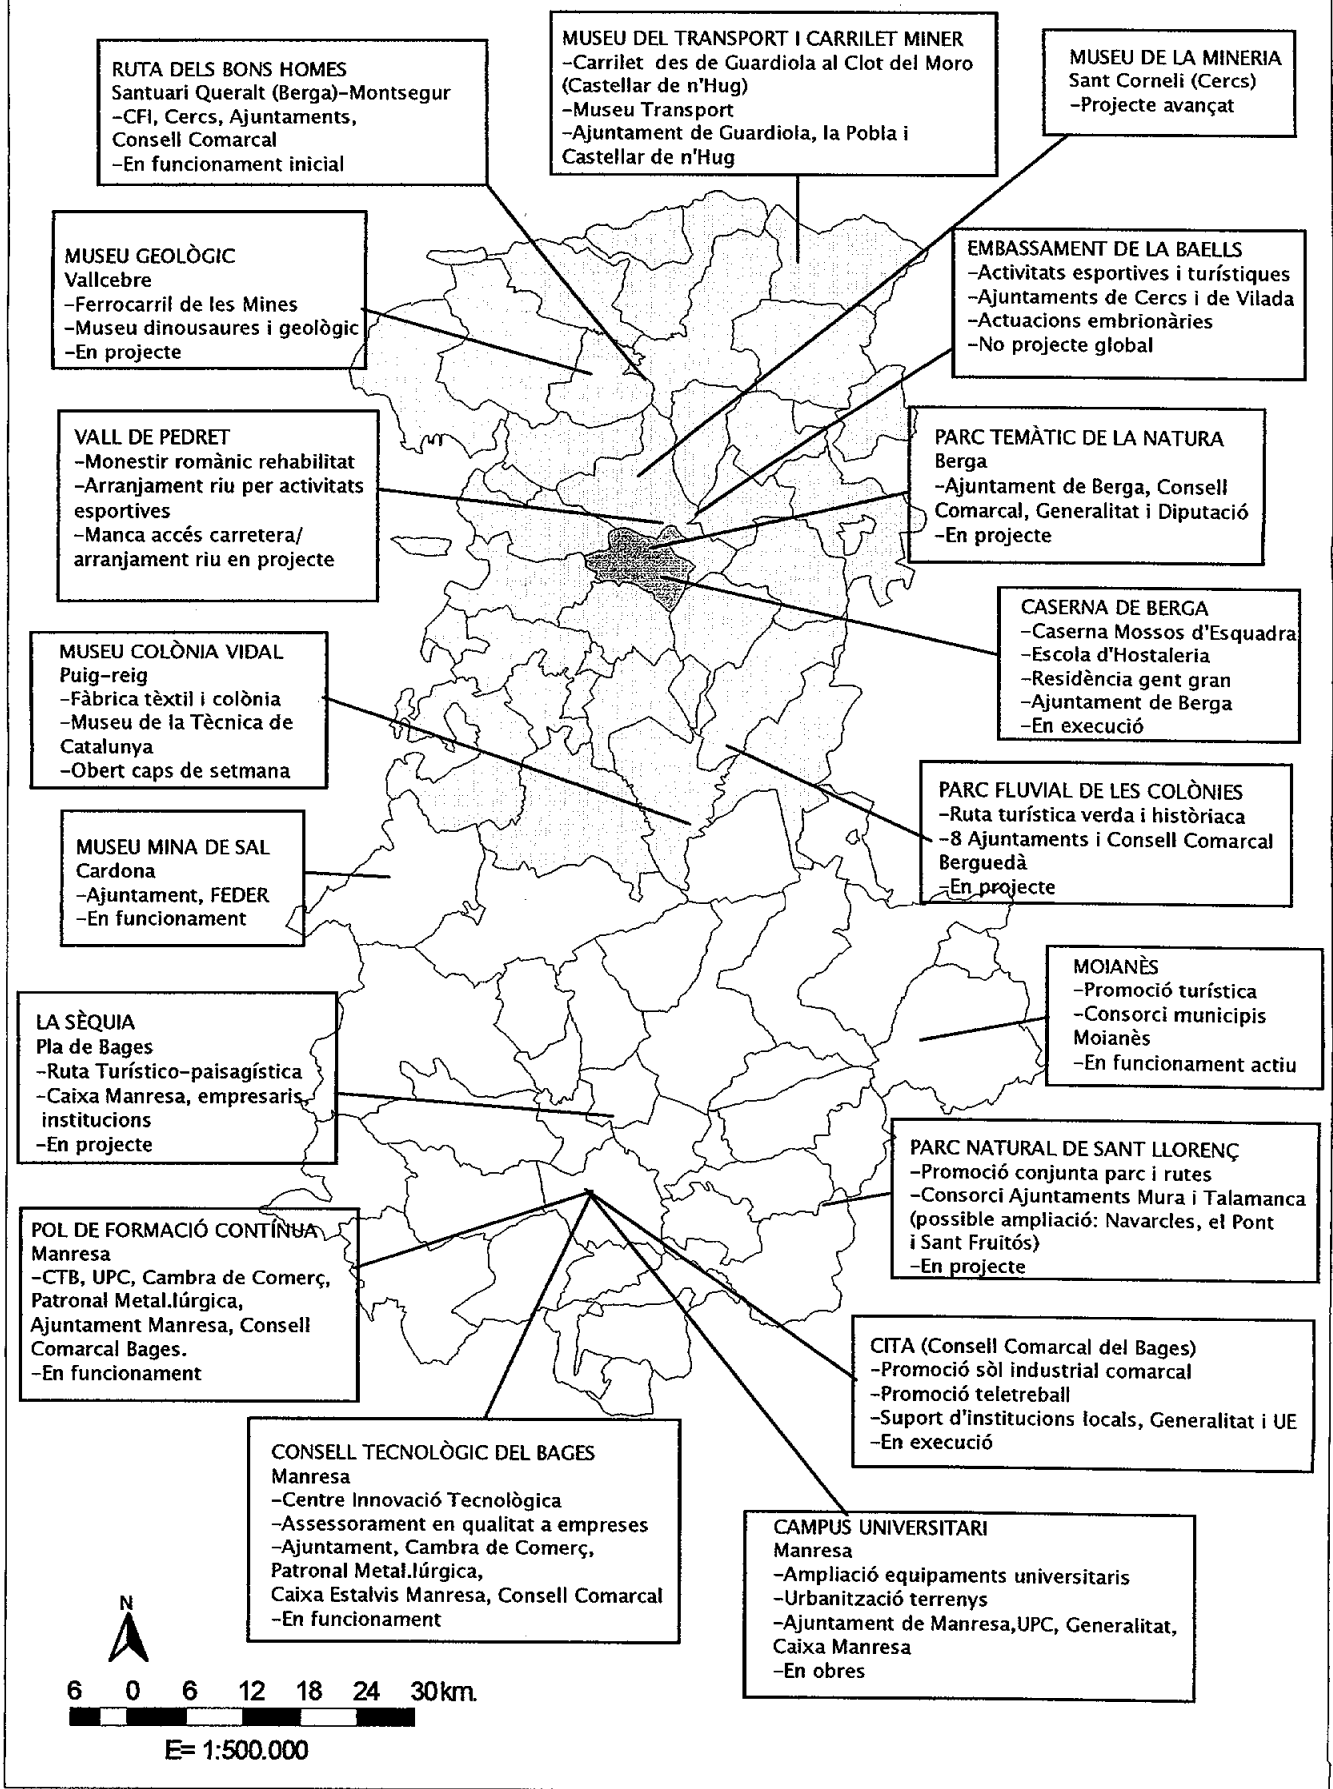 RUTA DELS BONS HOMES
Santuari Queralt (Berga)-Montsegur
-CFI, Cercs, Ajuntaments,
Consell Comarcal
-En funcionament inicial
MUSEU DEL TRANSPORT I CARRILET MINER
-Carrilet des de Guardiola al Clot del Moro
(Castellar de n'Hug)
-Museu Transport
-Ajuntament de Guardiola, la Pobla i
Castellar de n'Hug
MUSEU DE LA MINERIA
Sant Corneli (Cercs)
-Projecte avançat
MUSEU GEOLÒGIC
Vallcebre
-Ferrocarril de les Mines
-Museu dinousaures i geològic
-En projecte
EMBASSAMENT DE LA BAELLS
-Activitats esportives i turístiques
-Ajuntaments de Cercs i de Vilada
-Actuacions embrionàries
-No projecte global
VALL DE PEDRET
-Monestir romànic rehabilitat
-Arranjament riu per activitats
esportives
-Manca accés carretera/
arranjament riu en projecte
PARC TEMÀTIC DE LA NATURA
Berga
-Ajuntament de Berga, Consell
Comarcal, Generalitat i Diputació
-En projecte
CASERNA DE BERGA
-Caserna Mossos d'Esquadra
-Escola d'Hostaleria
-Residència gent gran
-Ajuntament de Berga
-En execució
MUSEU COLÒNIA VIDAL
Puig-reig
-Fàbrica tèxtil i colònia
-Museu de la Tècnica de
Catalunya
-Obert caps de setmana
PARC FLUVIAL DE LES COLÒNIES
-Ruta turística verda i històriaca
-8 Ajuntaments i Consell Comarcal
Berguedà
-En projecte
MUSEU MINA DE SAL
Cardona
-Ajuntament, FEDER
-En funcionament
MOIANÈS
-Promoció turística
-Consorci municipis
Moianès
-En funcionament actiu
LA SÈQUIA
Pla de Bages
-Ruta Turístico-paisagística
-Caixa Manresa, empresaris,
institucions
-En projecte
PARC NATURAL DE SANT LLORENÇ
-Promoció conjunta parc i rutes
-Consorci Ajuntaments Mura i Talamanca
(possible ampliació: Navarcles, el Pont
i Sant Fruitós)
-En projecte
POL DE FORMACIÓ CONTÍNUA
Manresa
-CTB, UPC, Cambra de Comerç,
Patronal Metal.lúrgica,
Ajuntament Manresa, Consell
Comarcal Bages.
-En funcionament
CITA (Consell Comarcal del Bages)
-Promoció sòl industrial comarcal
-Promoció teletreball
-Suport d'institucions locals, Generalitat i UE
-En execució
CONSELL TECNOLÒGIC DEL BAGES
Manresa
-Centre Innovació Tecnològica
-Assessorament en qualitat a empreses
-Ajuntament, Cambra de Comerç,
Patronal Metal.lúrgica,
Caixa Estalvis Manresa, Consell Comarcal
-En funcionament
CAMPUS UNIVERSITARI
Manresa
-Ampliació equipaments universitaris
-Urbanització terrenys
-Ajuntament de Manresa,UPC, Generalitat,
Caixa Manresa
-En obres
N
6 0 6 12 18 24 30 km.
E= 1:500.000